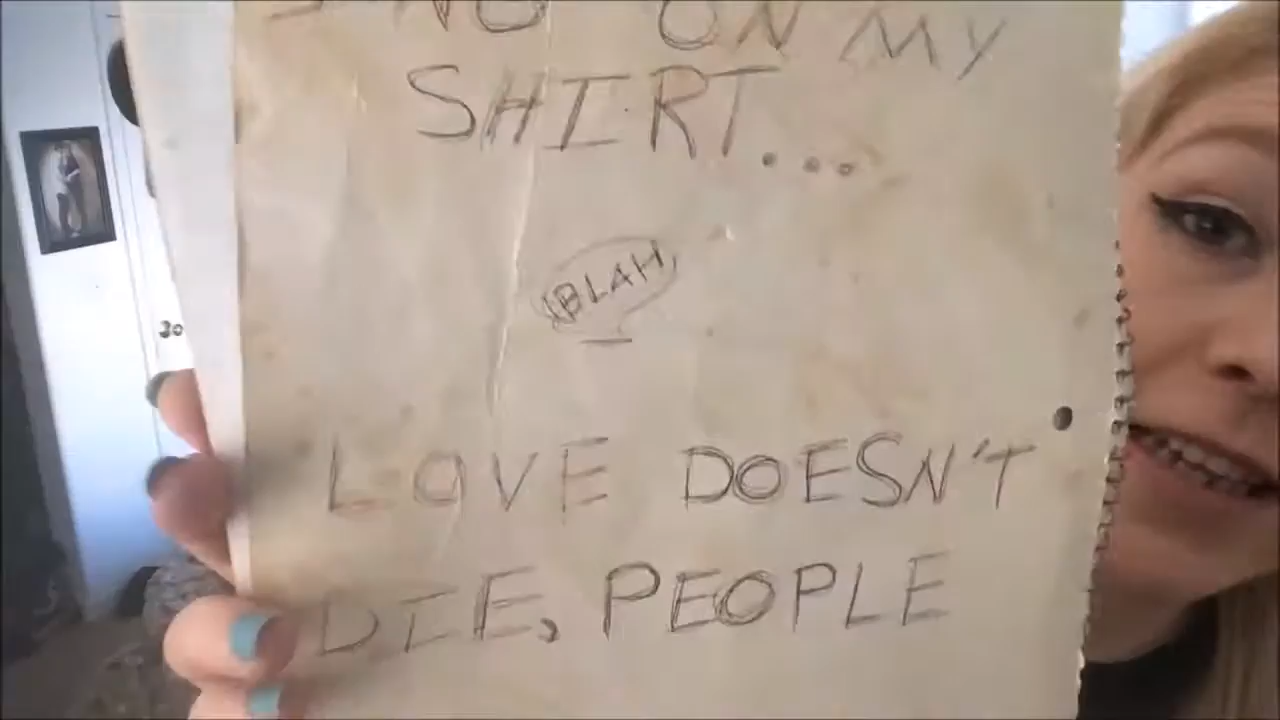 ON MY
SHIRT...
BLAH
LOVE DOESN'T
DIE, PEOPLE